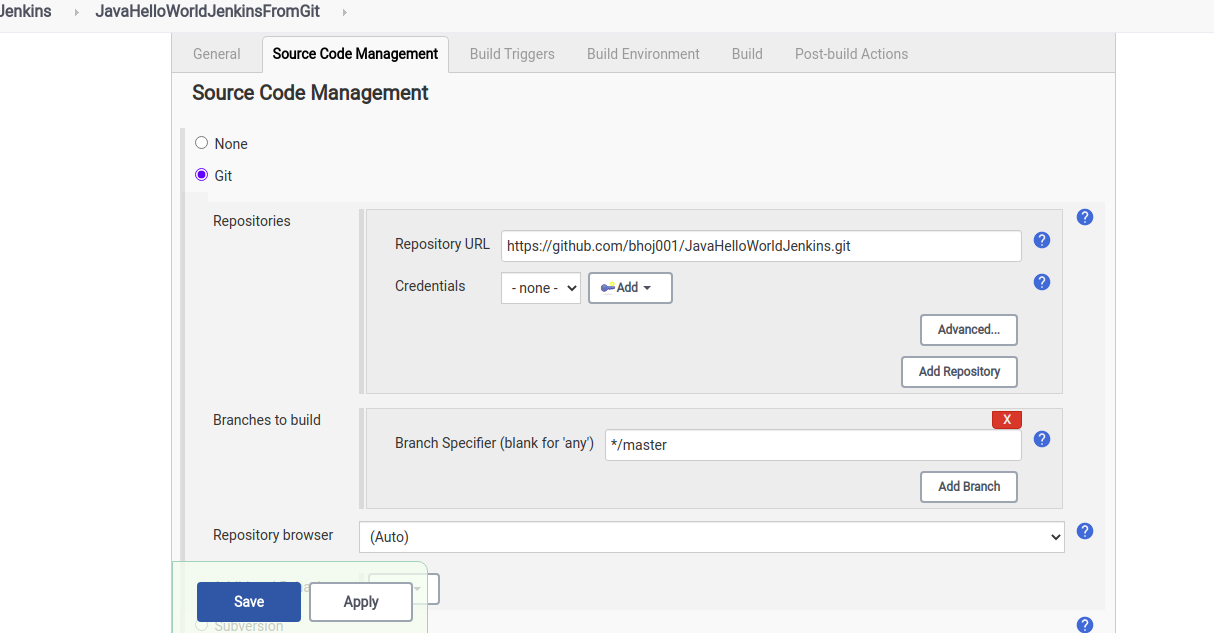 Jenkins JavaHelloWorldJenkinsFromGit
General Source Code Management Build Triggers Build Environment Build Post-build Actions
Source Code Management
None
Git
Repositories
?
Repository URL https://github.com/bhoj001/JavaHelloWorldJenkins.git ?
Credentials - none - Add ?
Advanced...
Add Repository
Branches to build
X
Branch Specifier (blank for 'any') */master ?
Add Branch
Repository browser (Auto) ?
Save Apply
Subversion ?